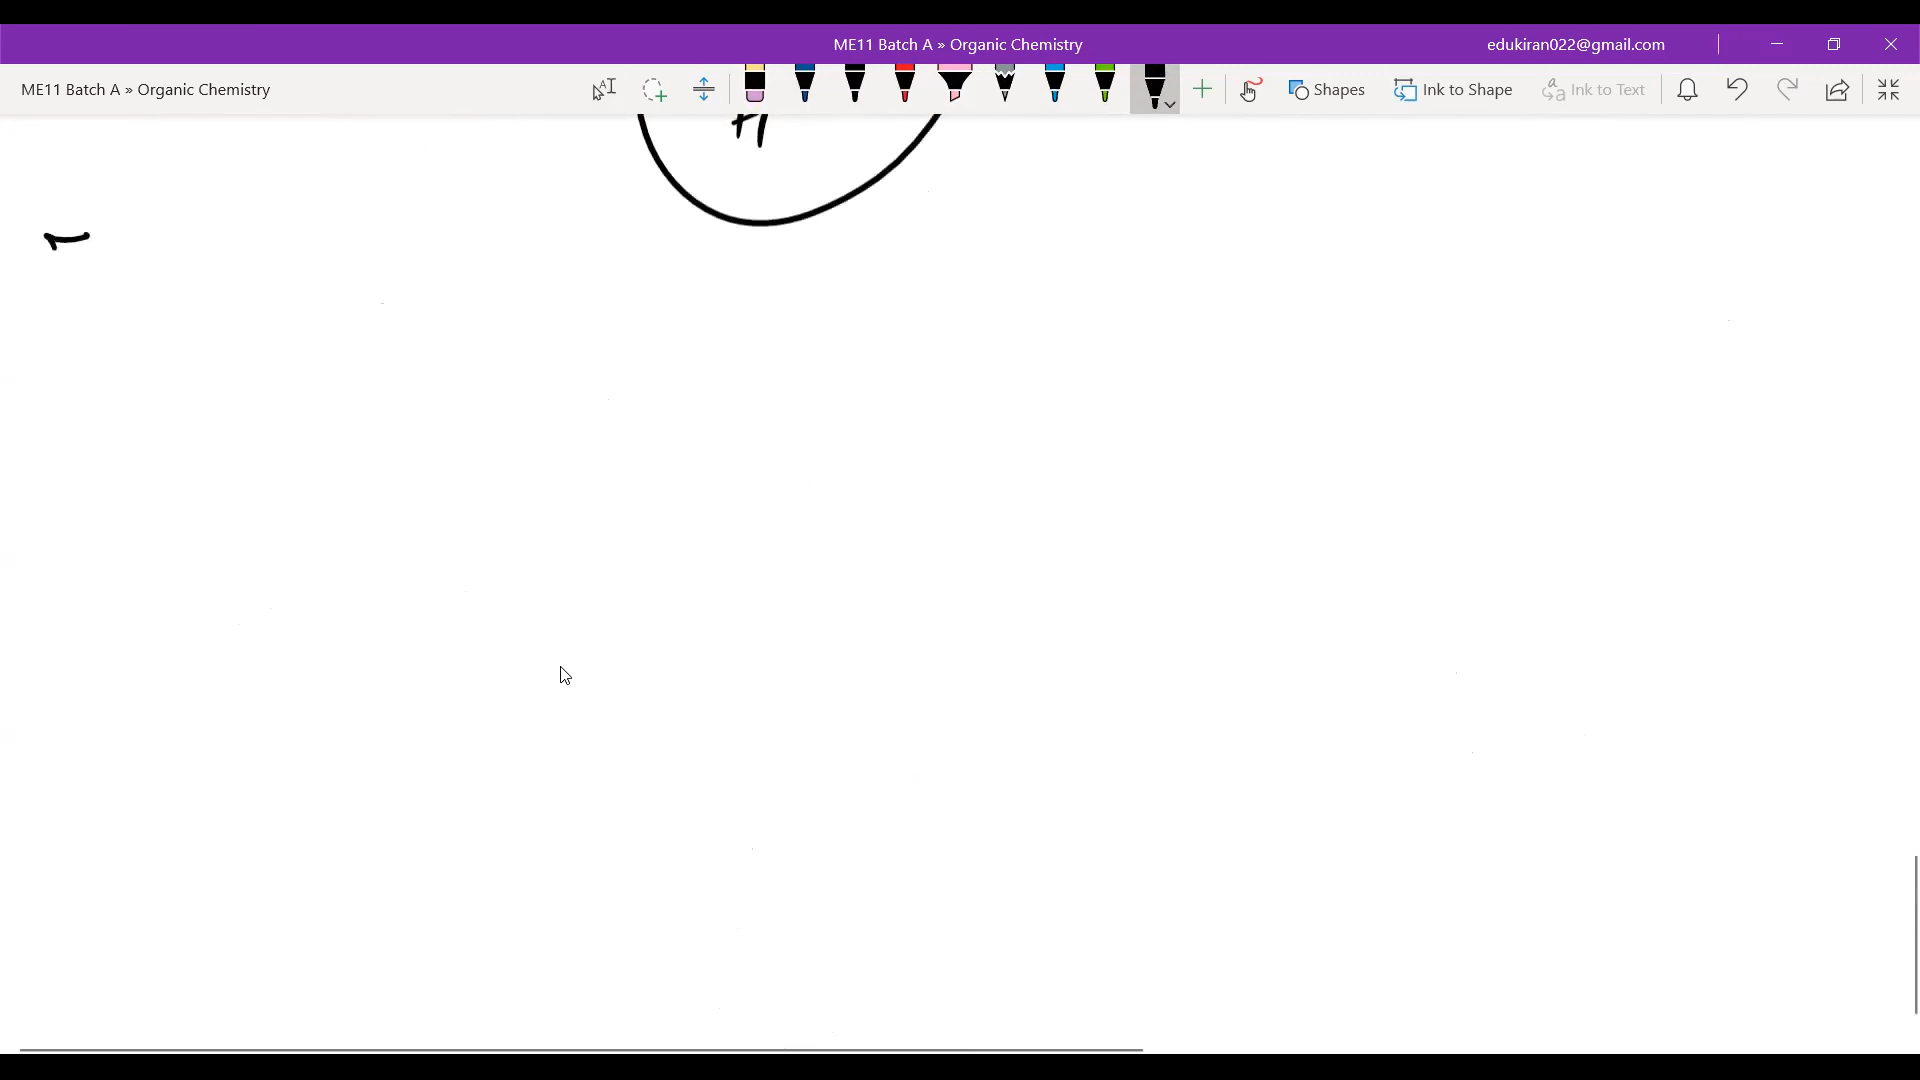 ME11 Batch A » Organic Chemistry
edukiran022@gmail.com
ME11 Batch A » Organic Chemistry
Shapes
Ink to Shape
Ink to Text
H